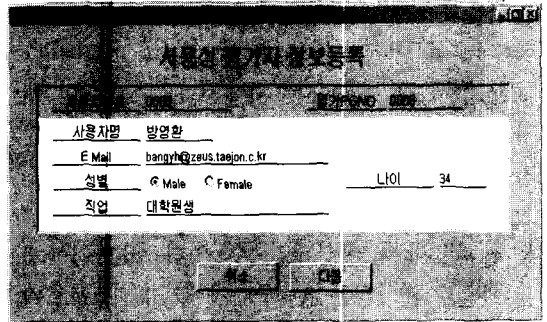 사용성 평가자 정보등록
사용자명 방영환
E Mail bangyh@zeus.taejon.c.kr
성별 Male Female 나이 34
직업 대학원생
취소 다음